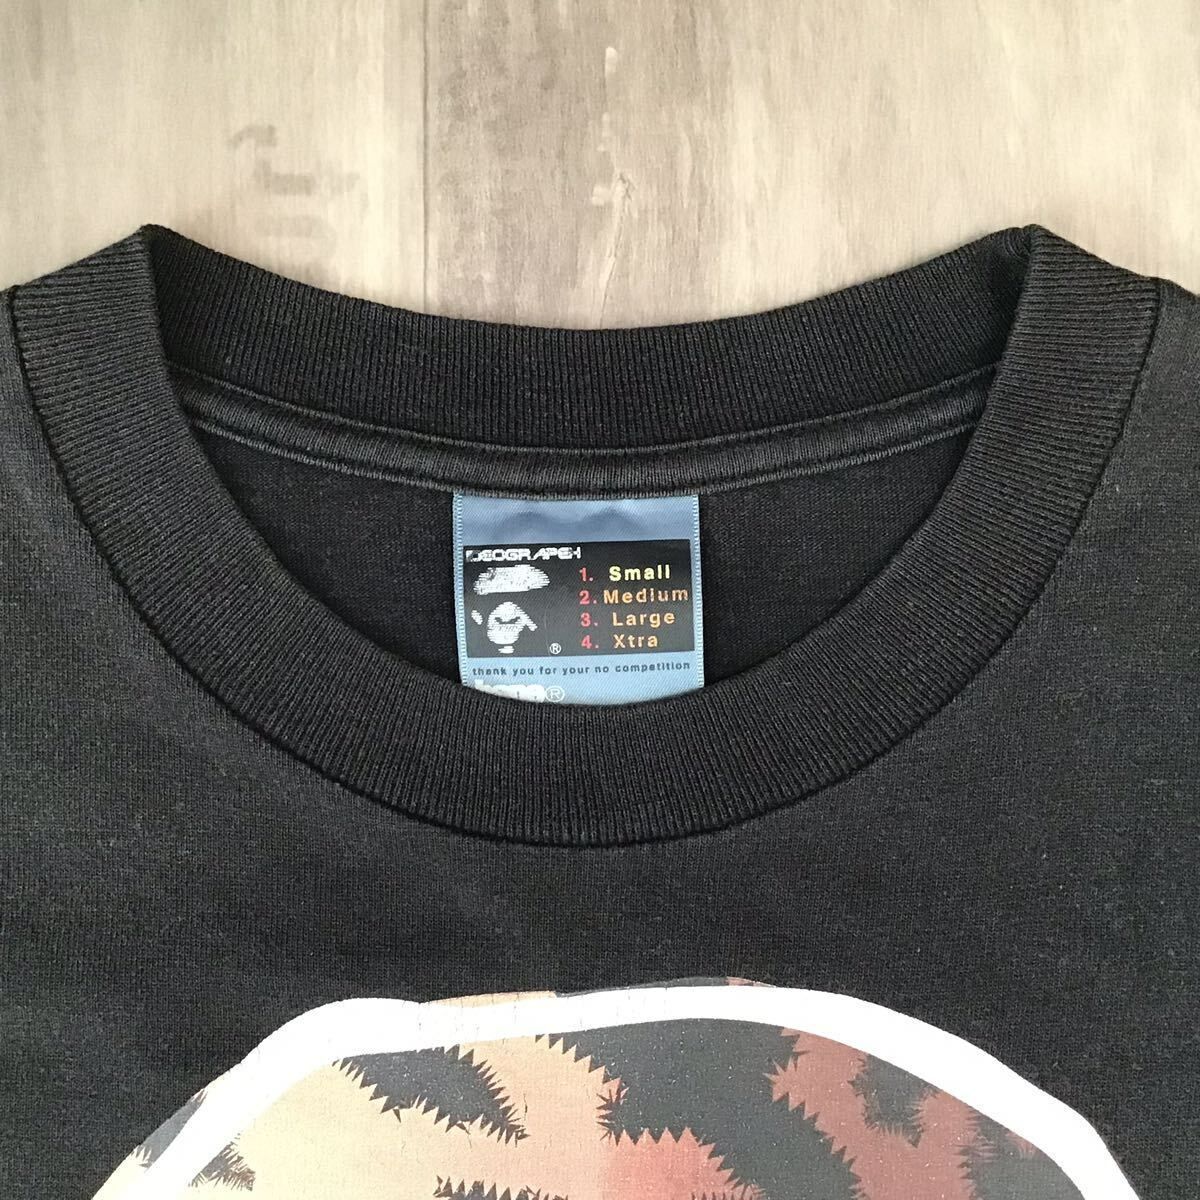 1. Small
2. Medium
3. Large
4. Xtra
®
thank you for your no competition
®